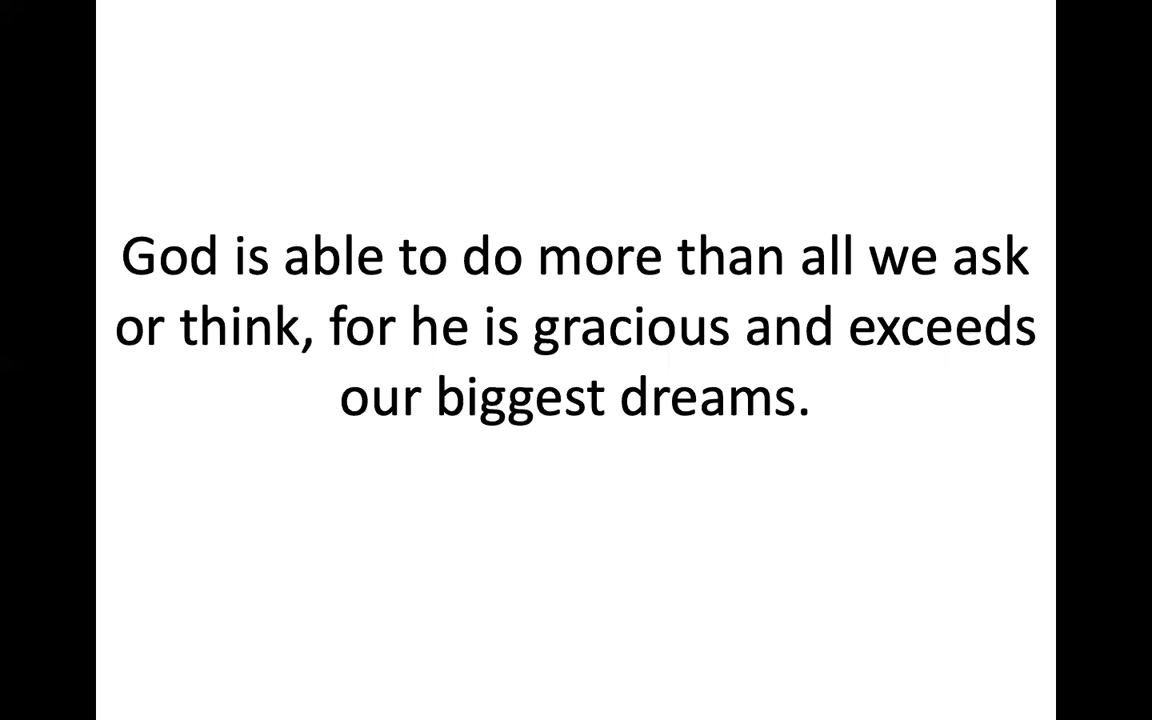 God is able to do more than all we ask
or think, for he is gracious and exceeds
our biggest dreams.